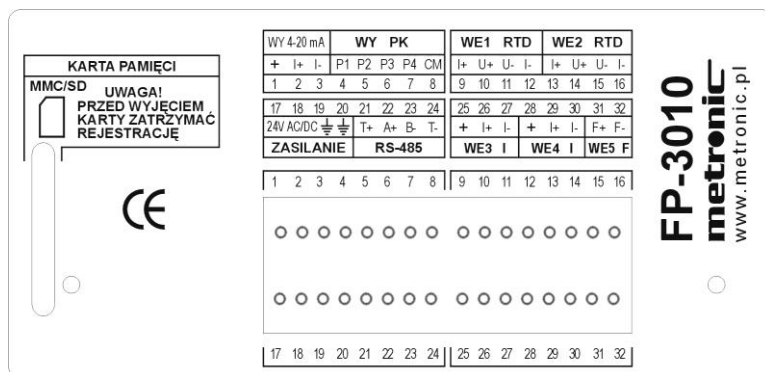 KARTA PAMIĘCI
MMC/SD
UWAGA!
PRZED WYJĘCIEM
KARTY ZATRZYMAĆ
REJESTRACJĘ
CE
WY 4-20 mA WY PK WE1 RTD WE2 RTD
+ I+ I- P1 P2 P3 P4 CM I+ U+ U- I- I+ U+ U- I-
1 2 3 4 5 6 7 8 9 10 11 12 13 14 15 16
17 18 19 20 21 22 23 24 25 26 27 28 29 30 31 32
24V AC/DC T+ A+ B- T- + I+ I- + I+ I- F+ F-
ZASILANIE RS-485 WE3 I WE4 I WE5 F
1 2 3 4 5 6 7 8 9 10 11 12 13 14 15 16
17 18 19 20 21 22 23 24 25 26 27 28 29 30 31 32
FP-3010
metronic
www.metronic.pl